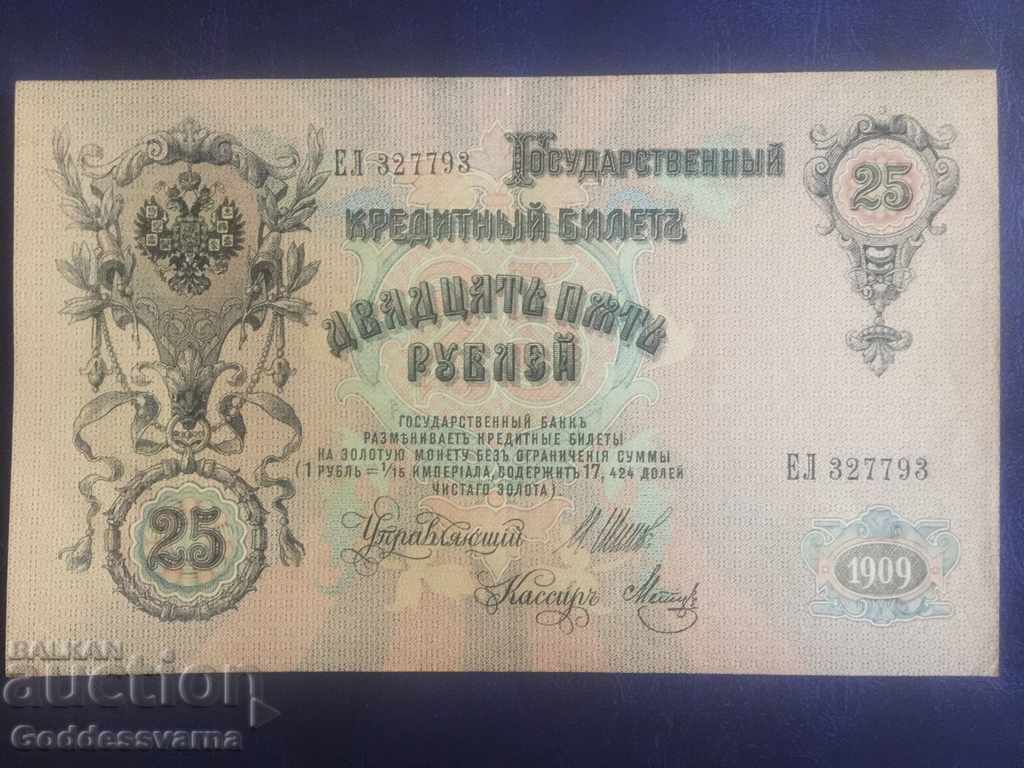 ЕЛ 327793 Государственный
Кредитный Билетъ
Двадцать Пять
Рублей
25
ГОСУДАРСТВЕННЫЙ БАНКЪ
РАЗМѢНИВАЕТЪ КРЕДИТНЫЕ БИЛЕТЫ
НА ЗОЛОТУЮ МОНЕТУ БЕЗЪ ОГРАНИЧЕНІЯ СУММЫ
(1 РУБЛЬ = 1/15 ИМПЕРІАЛА, СОДЕРЖИТЪ 17, 424 ДОЛЕЙ
ЧИСТАГО ЗОЛОТА).
ЕЛ 327793
25
Управляющій
Кассиръ
1909
25
BALKAN
auction
Goddessvarna